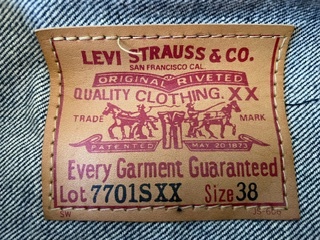 LEVI STRAUSS & CO.
SAN FRANCISCO CAL.
ORIGINAL RIVETED
QUALITY CLOTHING. XX
TRADE MARK
PATENTED MAY 20 1873
Every Garment Guaranteed
Lot 7701SXX Size 38
SW